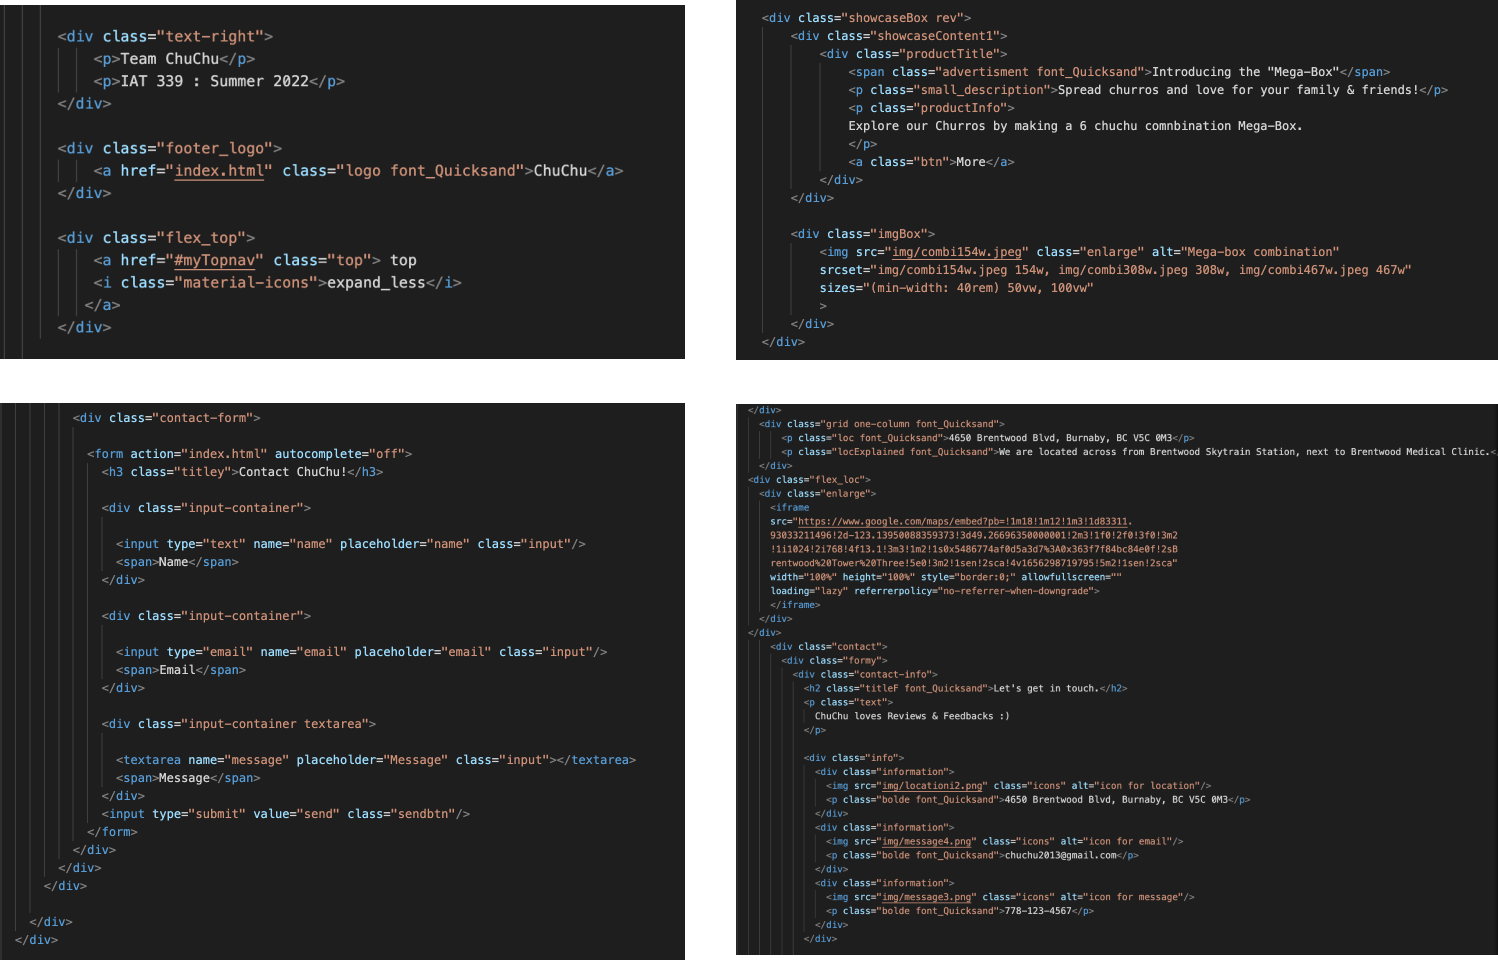 <div class="text-right">
<p>Team ChuChu</p>
<p>IAT 339 : Summer 2022</p>
</div>
<div class="footer_logo">
<a href="index.html" class="logo font_Quicksand">ChuChu</a>
</div>
<div class="flex_top">
<a href="#myTopnav" class="top"> top
<i class="material-icons">expand_less</i>
</a>
</div>
<div class="showcaseBox rev">
<div class="showcaseContent1">
<div class="productTitle">
<span class="advertisment font_Quicksand">Introducing the "Mega-Box"</span>
<p class="small_description">Spread churros and love for your family & friends!</p>
<p class="productInfo">
Explore our Churros by making a 6 chuchu comnbination Mega-Box.
</p>
<a class="btn">More</a>
</div>
</div>
<div class="imgBox">
<img src="img/combi154w.jpeg" class="enlarge" alt="Mega-box combination"
srcset="img/combi154w.jpeg 154w, img/combi308w.jpeg 308w, img/combi467w.jpeg 467w"
sizes="(min-width: 40rem) 50vw, 100vw"
>
</div>
</div>
<div class="contact-form">
<form action="index.html" autocomplete="off">
<h3 class="titley">Contact ChuChu!</h3>
<div class="input-container">
<input type="text" name="name" placeholder="name" class="input"/>
<span>Name</span>
</div>
<div class="input-container">
<input type="email" name="email" placeholder="email" class="input"/>
<span>Email</span>
</div>
<div class="input-container textarea">
<textarea name="message" placeholder="Message" class="input"></textarea>
<span>Message</span>
</div>
<input type="submit" value="send" class="sendbtn"/>
</form>
</div>
</div>
</div>
</div>
</div>
</div>
<div class="grid one-column font_Quicksand">
<p class="loc font_Quicksand">4650 Brentwood Blvd, Burnaby, BC V5C 0M3</p>
<p class="locExplained font_Quicksand">We are located across from Brentwood Skytrain Station, next to Brentwood Medical Clinic.</
</div>
<div class="flex_loc">
<div class="enlarge">
<iframe
src="https://www.google.com/maps/embed?pb=!1m18!1m12!1m3!1d83311.
93033211496!2d-123.13950088359373!3d49.26696350000001!2m3!1f0!2f0!3f0!3m2
!1i1024!2i768!4f13.1!3m3!1m2!1s0x5486774af0d5a3d7%3A0x363f7f84bc84e0f!2sB
rentwood%20Tower%20Three!5e0!3m2!1sen!2sca!4v1656298719795!5m2!1sen!2sca"
width="100%" height="100%" style="border:0;" allowfullscreen=""
loading="lazy" referrerpolicy="no-referrer-when-downgrade">
</iframe>
</div>
</div>
<div class="contact">
<div class="formy">
<div class="contact-info">
<h2 class="titleF font_Quicksand">Let's get in touch.</h2>
<p class="text">
ChuChu loves Reviews & Feedbacks :)
</p>
<div class="info">
<div class="information">
<img src="img/locationi2.png" class="icons" alt="icon for location"/>
<p class="bolde font_Quicksand">4650 Brentwood Blvd, Burnaby, BC V5C 0M3</p>
</div>
<div class="information">
<img src="img/message4.png" class="icons" alt="icon for email"/>
<p class="bolde font_Quicksand">chuchu2013@gmail.com</p>
</div>
<div class="information">
<img src="img/message3.png" class="icons" alt="icon for message"/>
<p class="bolde font_Quicksand">778-123-4567</p>
</div>
</div>